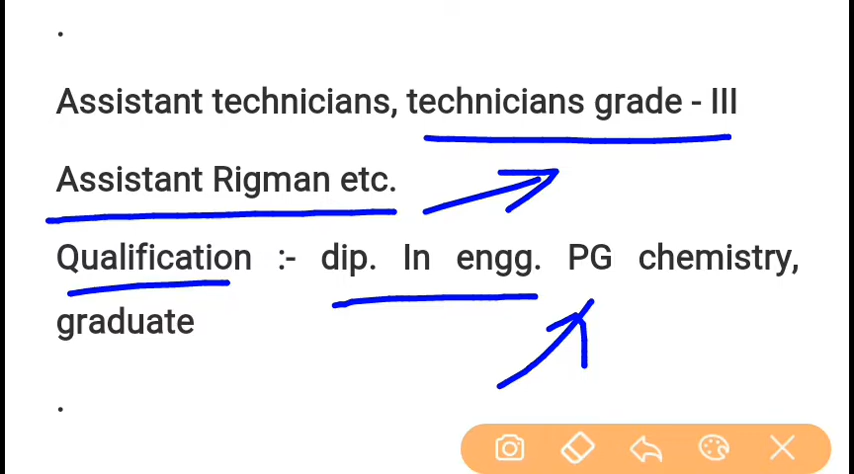 .
Assistant technicians, technicians grade - III
Assistant Rigman etc.
Qualification :- dip. In engg. PG chemistry,
graduate
.